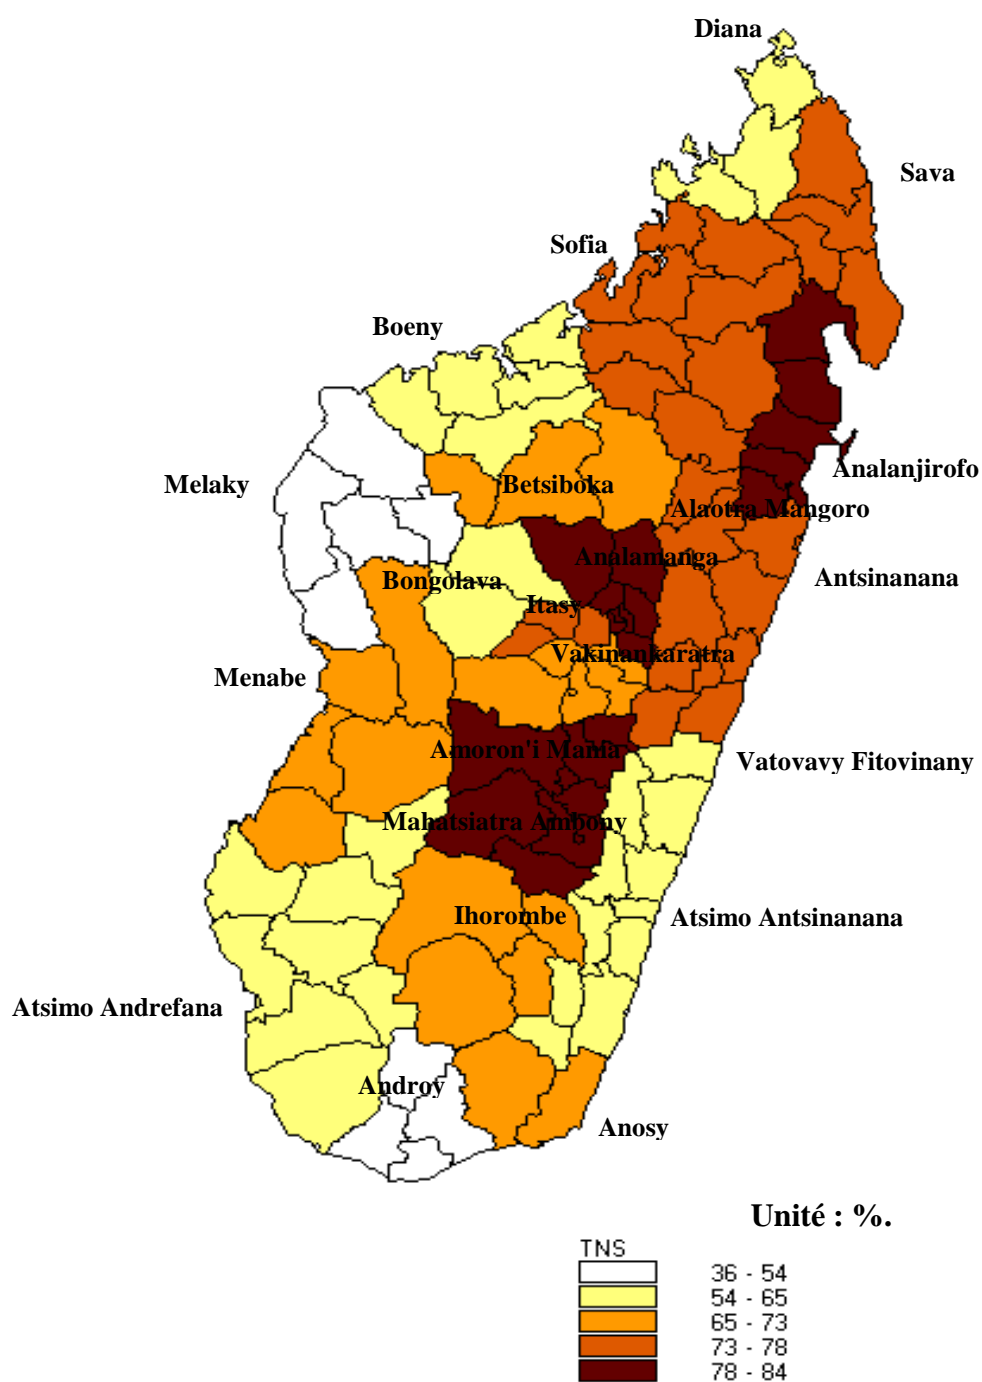 Diana
Sava
Sofia
Boeny
Analanjirofo
Melaky
Betsiboka
Alaotra Mangoro
Analamanga
Antsinanana
Bongolava
Itasy
Vakinankaratra
Menabe
Amoron'i Mania
Vatovavy Fitovinany
Mahatsiatra Ambony
Ihorombe
Atsimo Antsinanana
Atsimo Andrefana
Androy
Anosy
Unité : %.
TNS
36 - 54
54 - 65
65 - 73
73 - 78
78 - 84